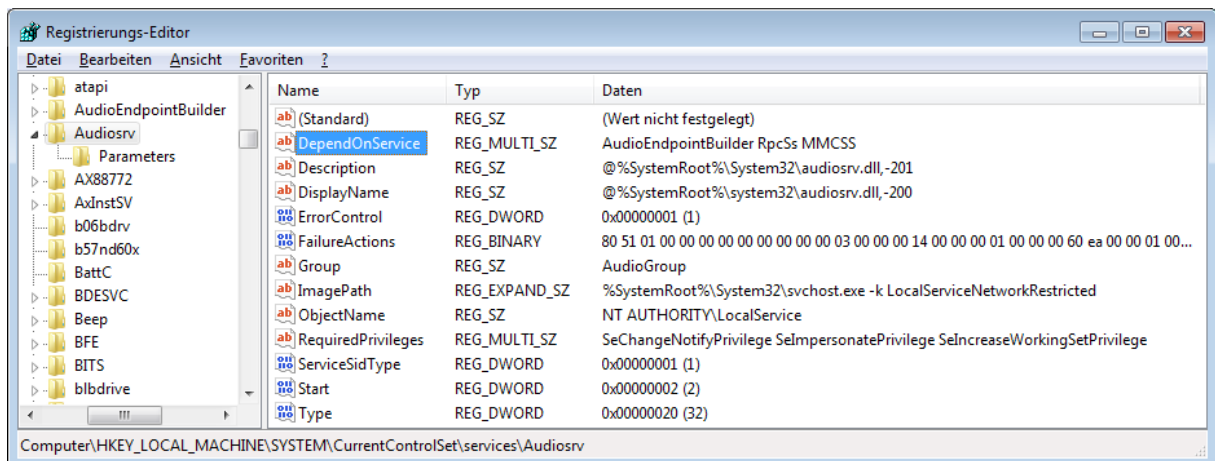 Registrierungs-Editor
Datei Bearbeiten Ansicht Favoriten ?
atapi
AudioEndpointBuilder
Audiosrv
Parameters
AX88772
AxInstSV
b06bdrv
b57nd60x
BattC
BDESVC
Beep
BFE
BITS
blbdrive
Name Typ Daten
(Standard) REG_SZ (Wert nicht festgelegt)
DependOnService REG_MULTI_SZ AudioEndpointBuilder RpcSs MMCSS
Description REG_SZ @%SystemRoot%\System32\audiosrv.dll,-201
DisplayName REG_SZ @%SystemRoot%\system32\audiosrv.dll,-200
ErrorControl REG_DWORD 0x00000001 (1)
FailureActions REG_BINARY 80 51 01 00 00 00 00 00 00 00 00 00 03 00 00 00 14 00 00 00 01 00 00 00 60 ea 00 00 01 00...
Group REG_SZ AudioGroup
ImagePath REG_EXPAND_SZ %SystemRoot%\System32\svchost.exe -k LocalServiceNetworkRestricted
ObjectName REG_SZ NT AUTHORITY\LocalService
RequiredPrivileges REG_MULTI_SZ SeChangeNotifyPrivilege SeImpersonatePrivilege SeIncreaseWorkingSetPrivilege
ServiceSidType REG_DWORD 0x00000001 (1)
Start REG_DWORD 0x00000002 (2)
Type REG_DWORD 0x00000020 (32)
Computer\HKEY_LOCAL_MACHINE\SYSTEM\CurrentControlSet\services\Audiosrv